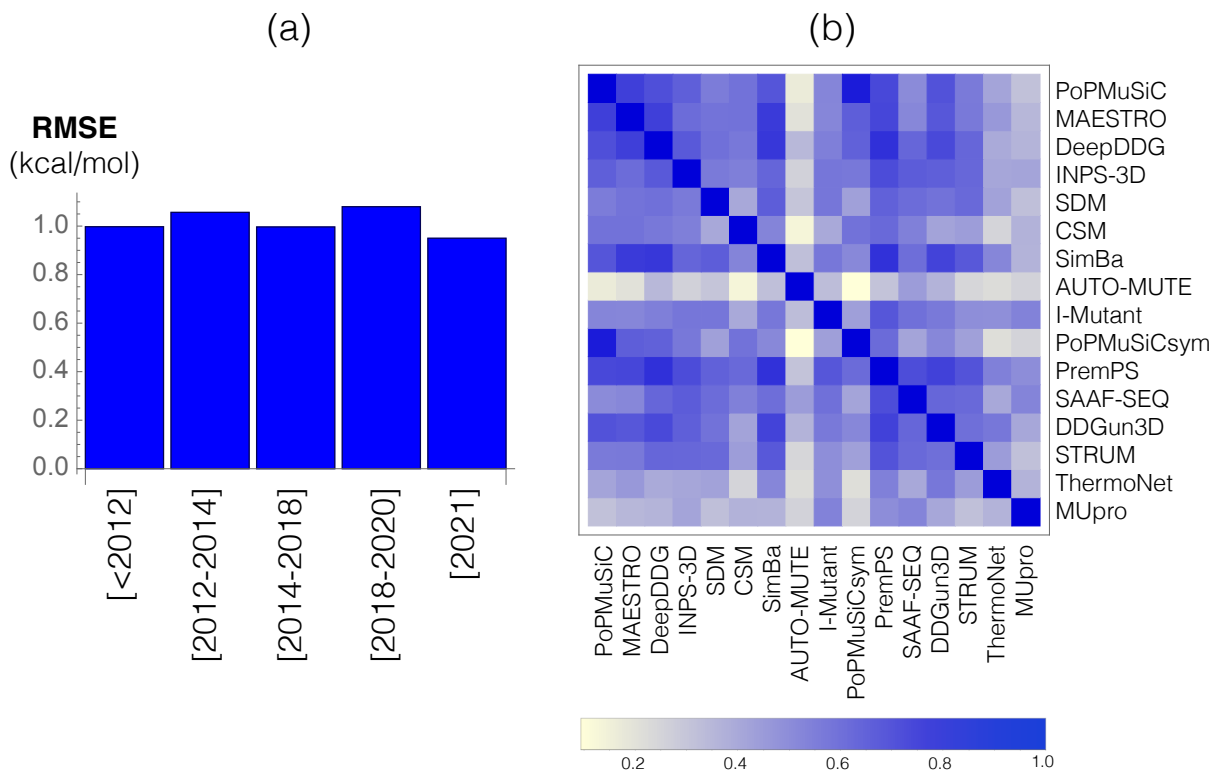 (a)
RMSE
(kcal/mol)
1.0
0.8
0.6
0.4
0.2
0.0
[<2012]
[2012-2014]
[2014-2018]
[2018-2020]
[2021]
(b)
PoPMuSiC
MAESTRO
DeepDDG
INPS-3D
SDM
CSM
SimBa
AUTO-MUTE
I-Mutant
PoPMuSiCsym
PremPS
SAAF-SEQ
DDGun3D
STRUM
ThermoNet
MUpro
PoPMuSiC
MAESTRO
DeepDDG
INPS-3D
SDM
CSM
SimBa
AUTO-MUTE
I-Mutant
PoPMuSiCsym
PremPS
SAAF-SEQ
DDGun3D
STRUM
ThermoNet
MUpro
0.2 0.4 0.6 0.8 1.0